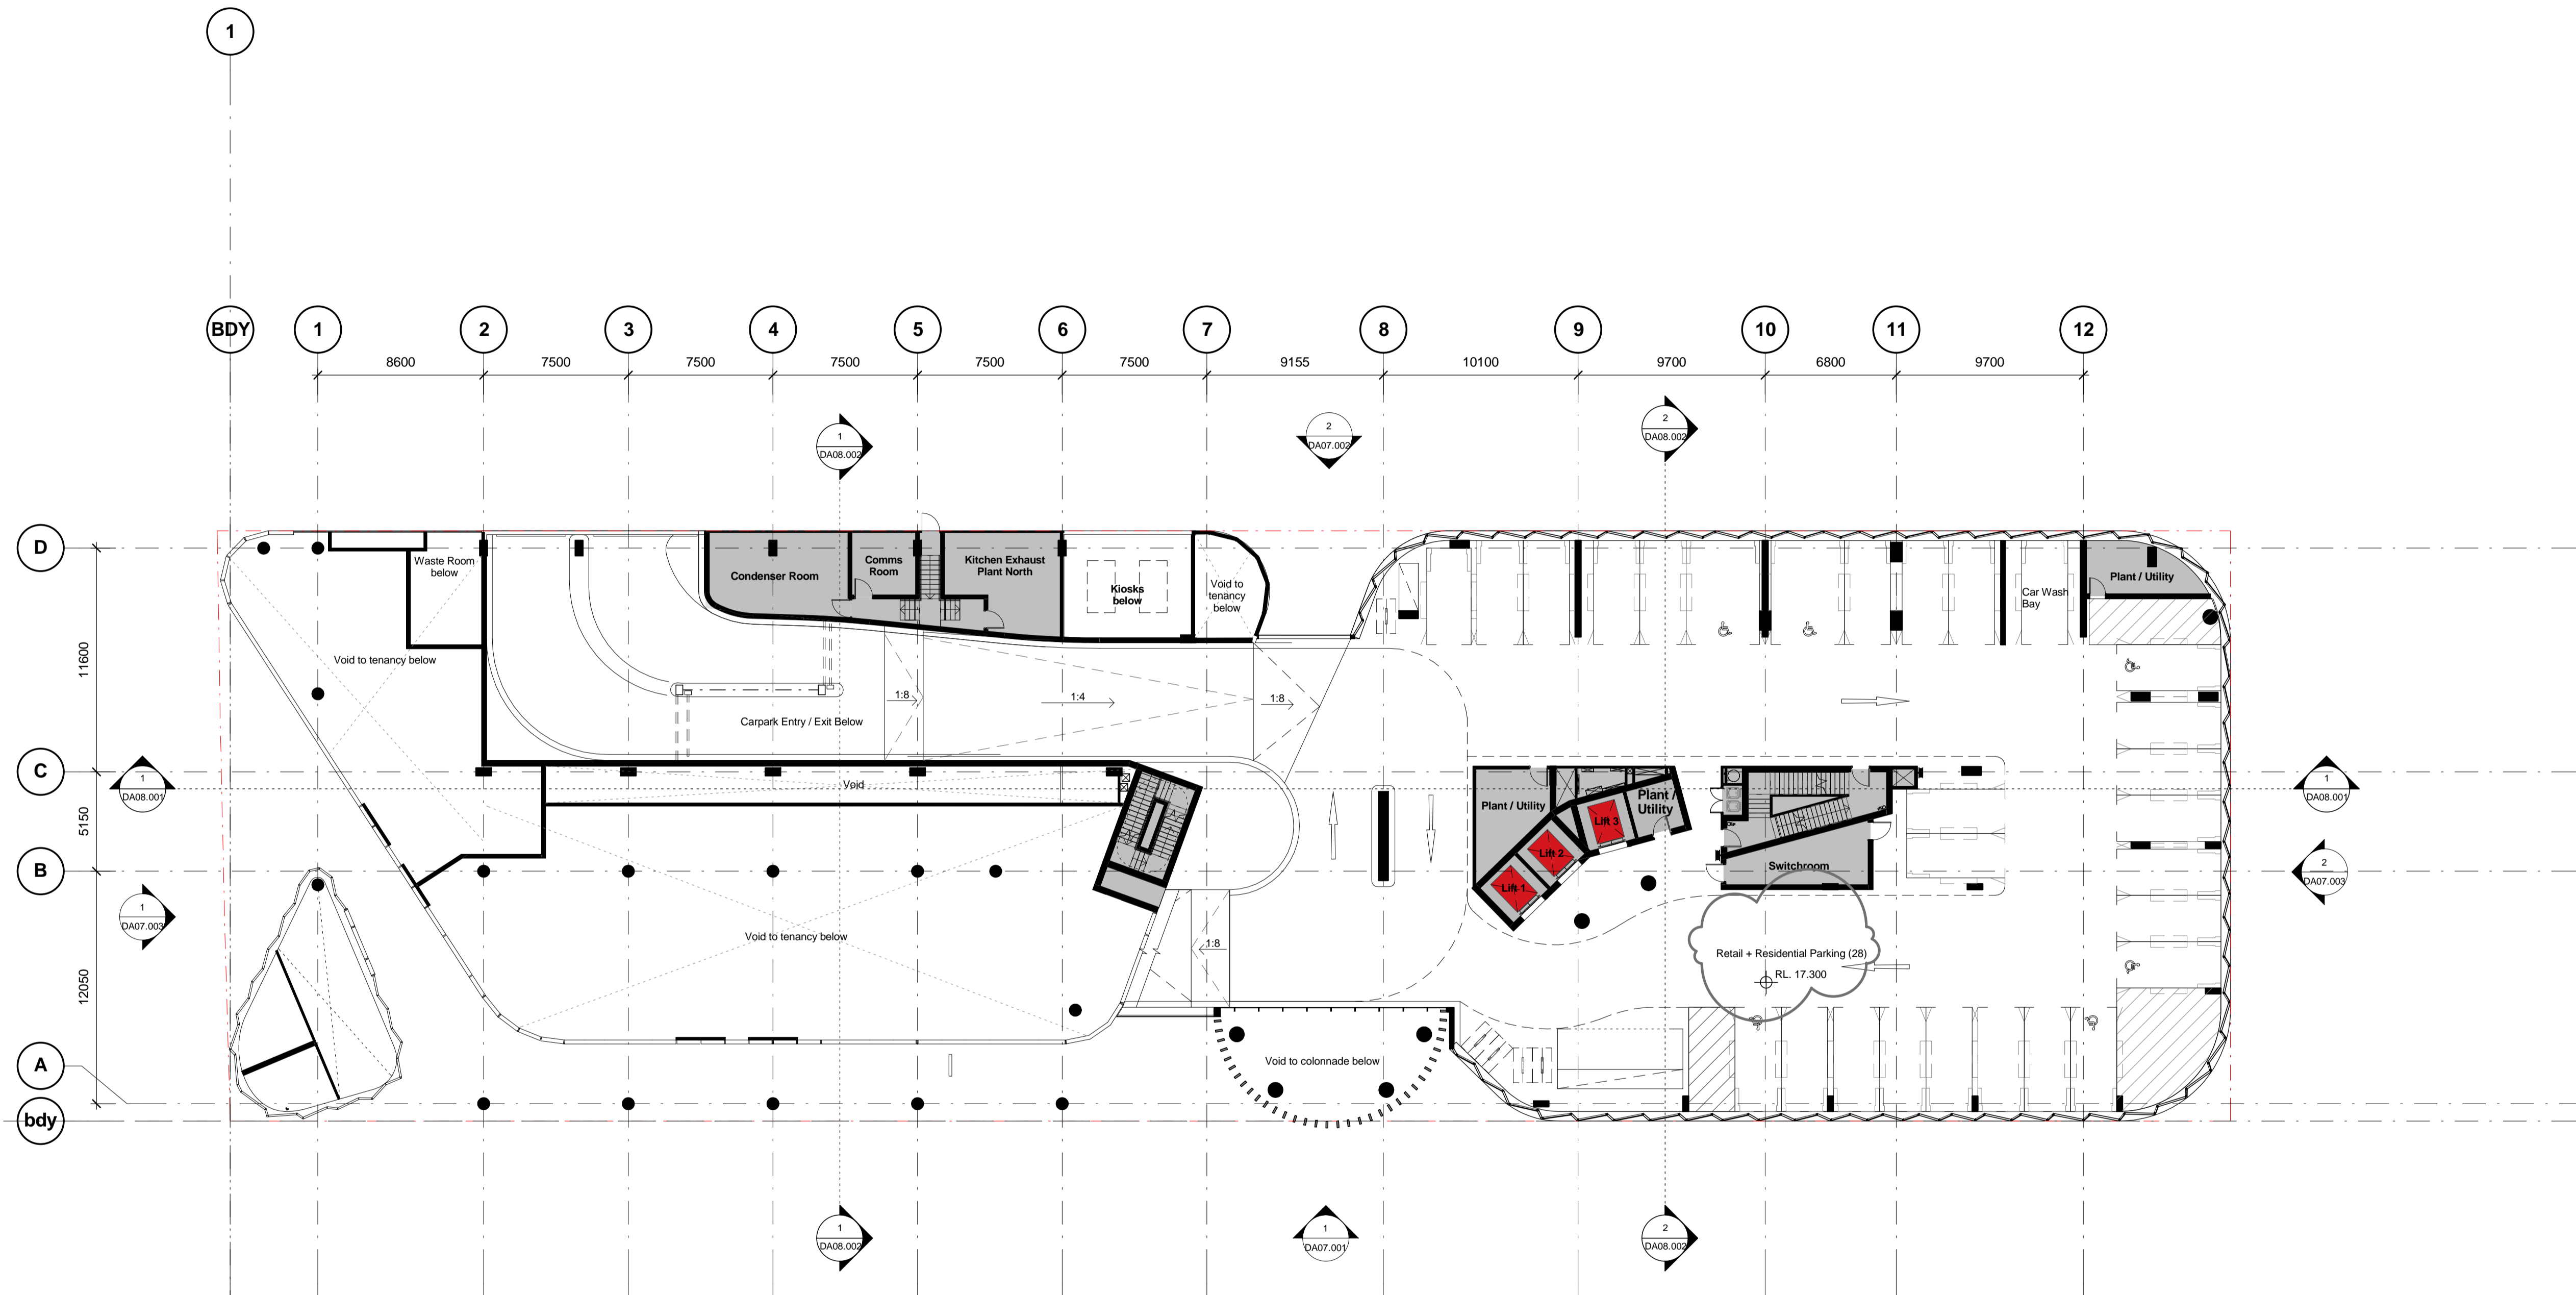 1
BDY
1
2
3
4
5
6
7
8
9
10
11
12
8600
7500
7500
7500
7500
7500
9155
10100
9700
6800
9700
1
DA08.002
2
DA07.002
2
DA08.002
D
C
B
A
bdy
11600
5150
12050
1
DA08.001
1
DA07.003
1
DA08.001
2
DA07.003
Waste Room
below
Condenser Room
Comms
Room
Kitchen Exhaust
Plant North
Kiosks
below
Void to
tenancy
below
Car Wash
Bay
Plant / Utility
Void to tenancy below
1:8
1:4
1:8
Carpark Entry / Exit Below
Void
Plant / Utility
Plant /
Utility
Lift 3
Lift 2
Lift 1
Switchroom
Void to tenancy below
1:8
Retail + Residential Parking (28)
RL. 17.300
Void to colonnade below
1
DA08.002
1
DA07.001
2
DA08.002